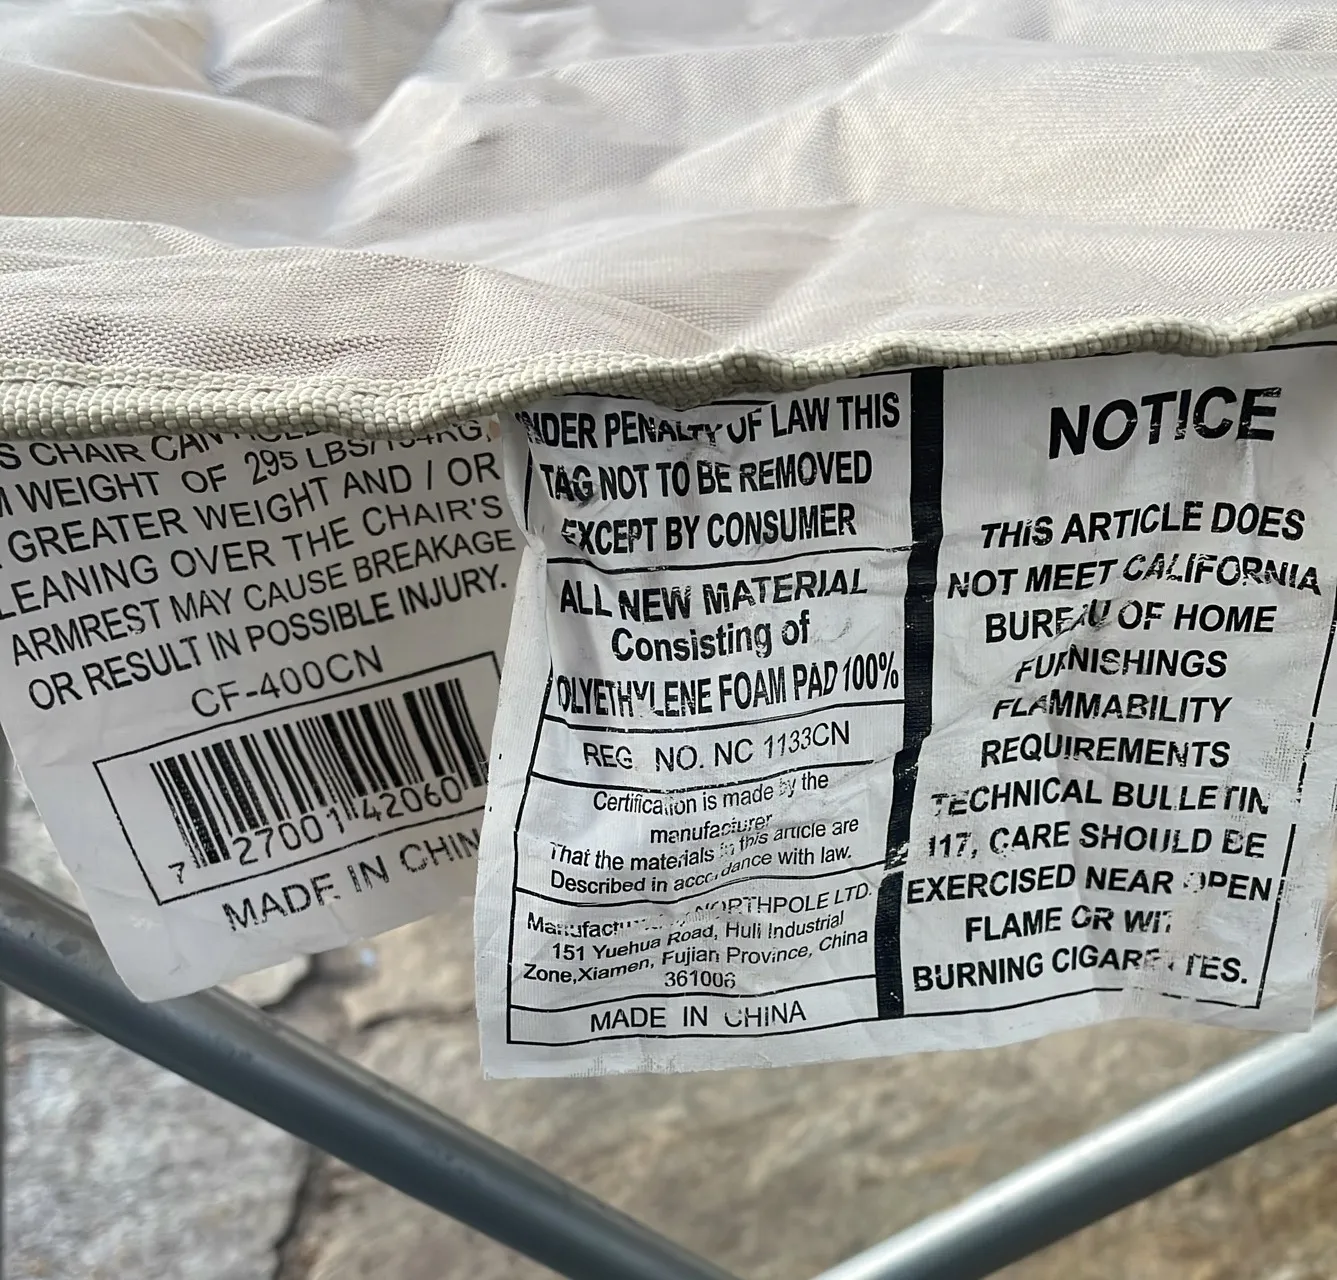 S CHAIR CAN
WEIGHT OF 295 LBS/134KG,
GREATER WEIGHT AND / OR
LEANING OVER THE CHAIR'S
ARMREST MAY CAUSE BREAKAGE
OR RESULT IN POSSIBLE INJURY.
CF-400CN
7 27001 42060
MADE IN CHIN
UNDER PENALTY OF LAW THIS
TAG NOT TO BE REMOVED
EXCEPT BY CONSUMER
ALL NEW MATERIAL
Consisting of
OLYETHYLENE FOAM PAD 100%
REG. NO. NC 1133CN
Certification is made by the
manufacturer
That the materials in this article are
Described in accordance with law.
NORTHPOLE LTD.
151 Yuehua Road, Huli Industrial
Zone,Xiamen, Fujian Province, China
361006
MADE IN CHINA
NOTICE
THIS ARTICLE DOES
NOT MEET CALIFORNIA
BUREAU OF HOME
FURNISHINGS
FLAMMABILITY
REQUIREMENTS
TECHNICAL BULLETIN
117, CARE SHOULD BE
EXERCISED NEAR OPEN
FLAME OR WIT
BURNING CIGARETTES.